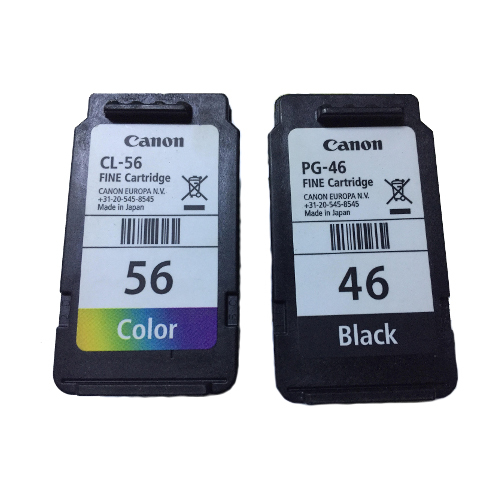 Canon
CL-56
FINE Cartridge
CANON EUROPA N.V.
+31-20-545-8545
Made in Japan
56
Color
Canon
PG-46
FINE Cartridge
CANON EUROPA N.V.
+31-20-545-8545
Made in Japan
46
Black